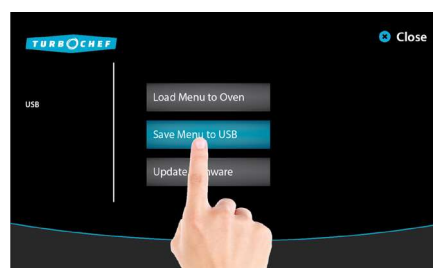 TURBOCHEF
Close
USB
Load Menu to Oven
Save Menu to USB
Update